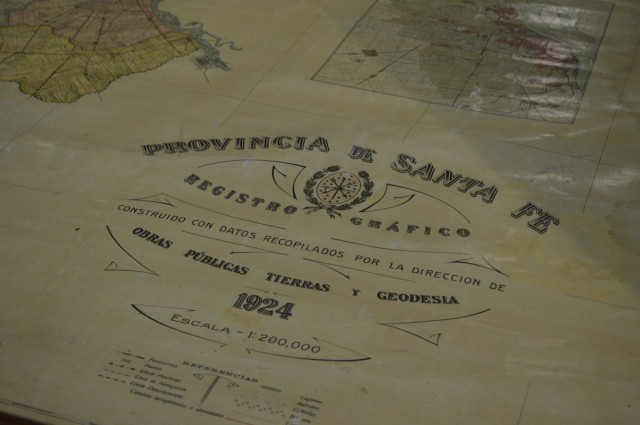 PROVINCIA DE SANTA FE
REGISTRO GRÁFICO
CONSTRUIDO CON DATOS RECOPILADOS POR LA DIRECCION DE
OBRAS PÚBLICAS TIERRAS Y GEODESIA
1924
ESCALA - 1:200,000
REFERENCIAS